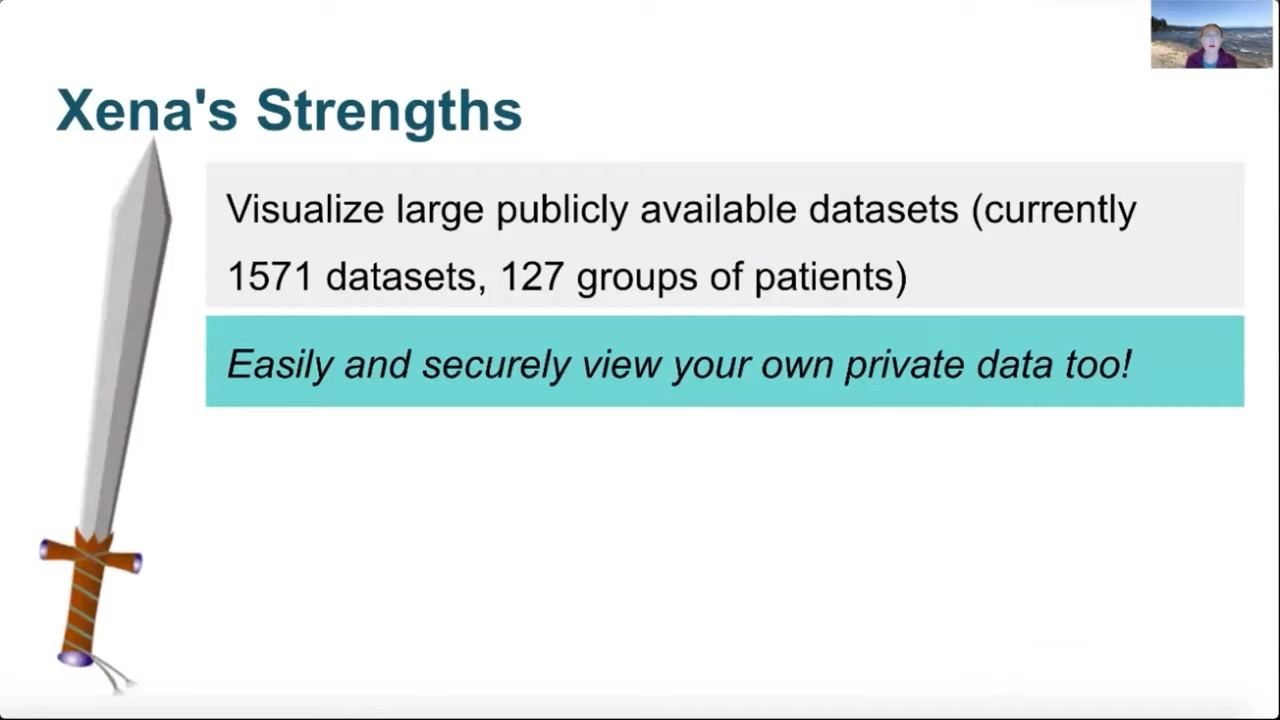 Xena's Strengths
Visualize large publicly available datasets (currently
1571 datasets, 127 groups of patients)
Easily and securely view your own private data too!